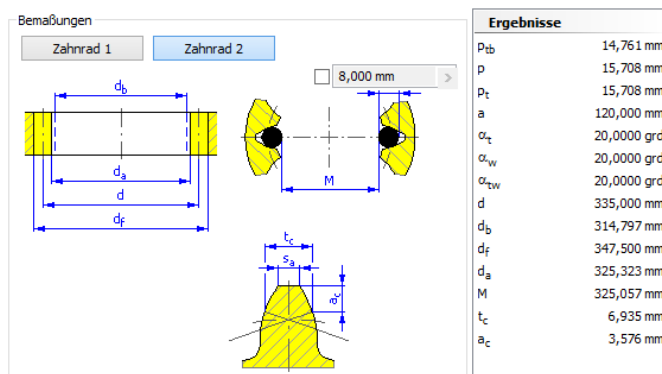 Bemaßungen
Zahnrad 1 Zahnrad 2
8,000 mm >
d_b
d_a
d
d_f
M
t_c
s_a
a_c
Ergebnisse
p_tb 14,761 mm
p 15,708 mm
p_t 15,708 mm
a 120,000 mm
α_t 20,0000 grd
α_w 20,0000 grd
α_tw 20,0000 grd
d 335,000 mm
d_b 314,797 mm
d_f 347,500 mm
d_a 325,323 mm
M 325,057 mm
t_c 6,935 mm
a_c 3,576 mm